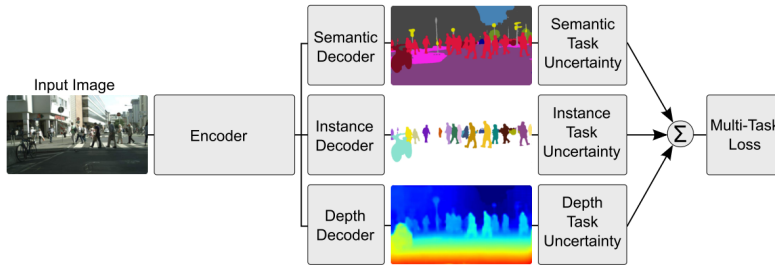 Input Image
Encoder
Semantic
Decoder
Semantic
Task
Uncertainty
Instance
Decoder
Instance
Task
Uncertainty
Depth
Decoder
Depth
Task
Uncertainty
Σ
Multi-Task
Loss